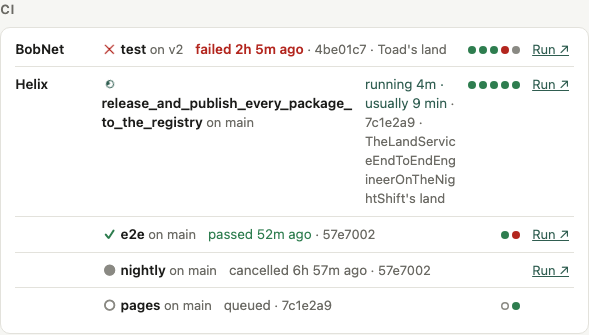 CI
BobNet test on v2 failed 2h 5m ago · 4be01c7 · Toad's land Run ↗
Helix running 4m · Run ↗
release_and_publish_every_package_ usually 9 min ·
to_the_registry on main 7c1e2a9 ·
TheLandServic
eEndToEndEng
ineerOnTheNig
htShift's land
e2e on main passed 52m ago · 57e7002 Run ↗
nightly on main cancelled 6h 57m ago · 57e7002 Run ↗
pages on main queued · 7c1e2a9